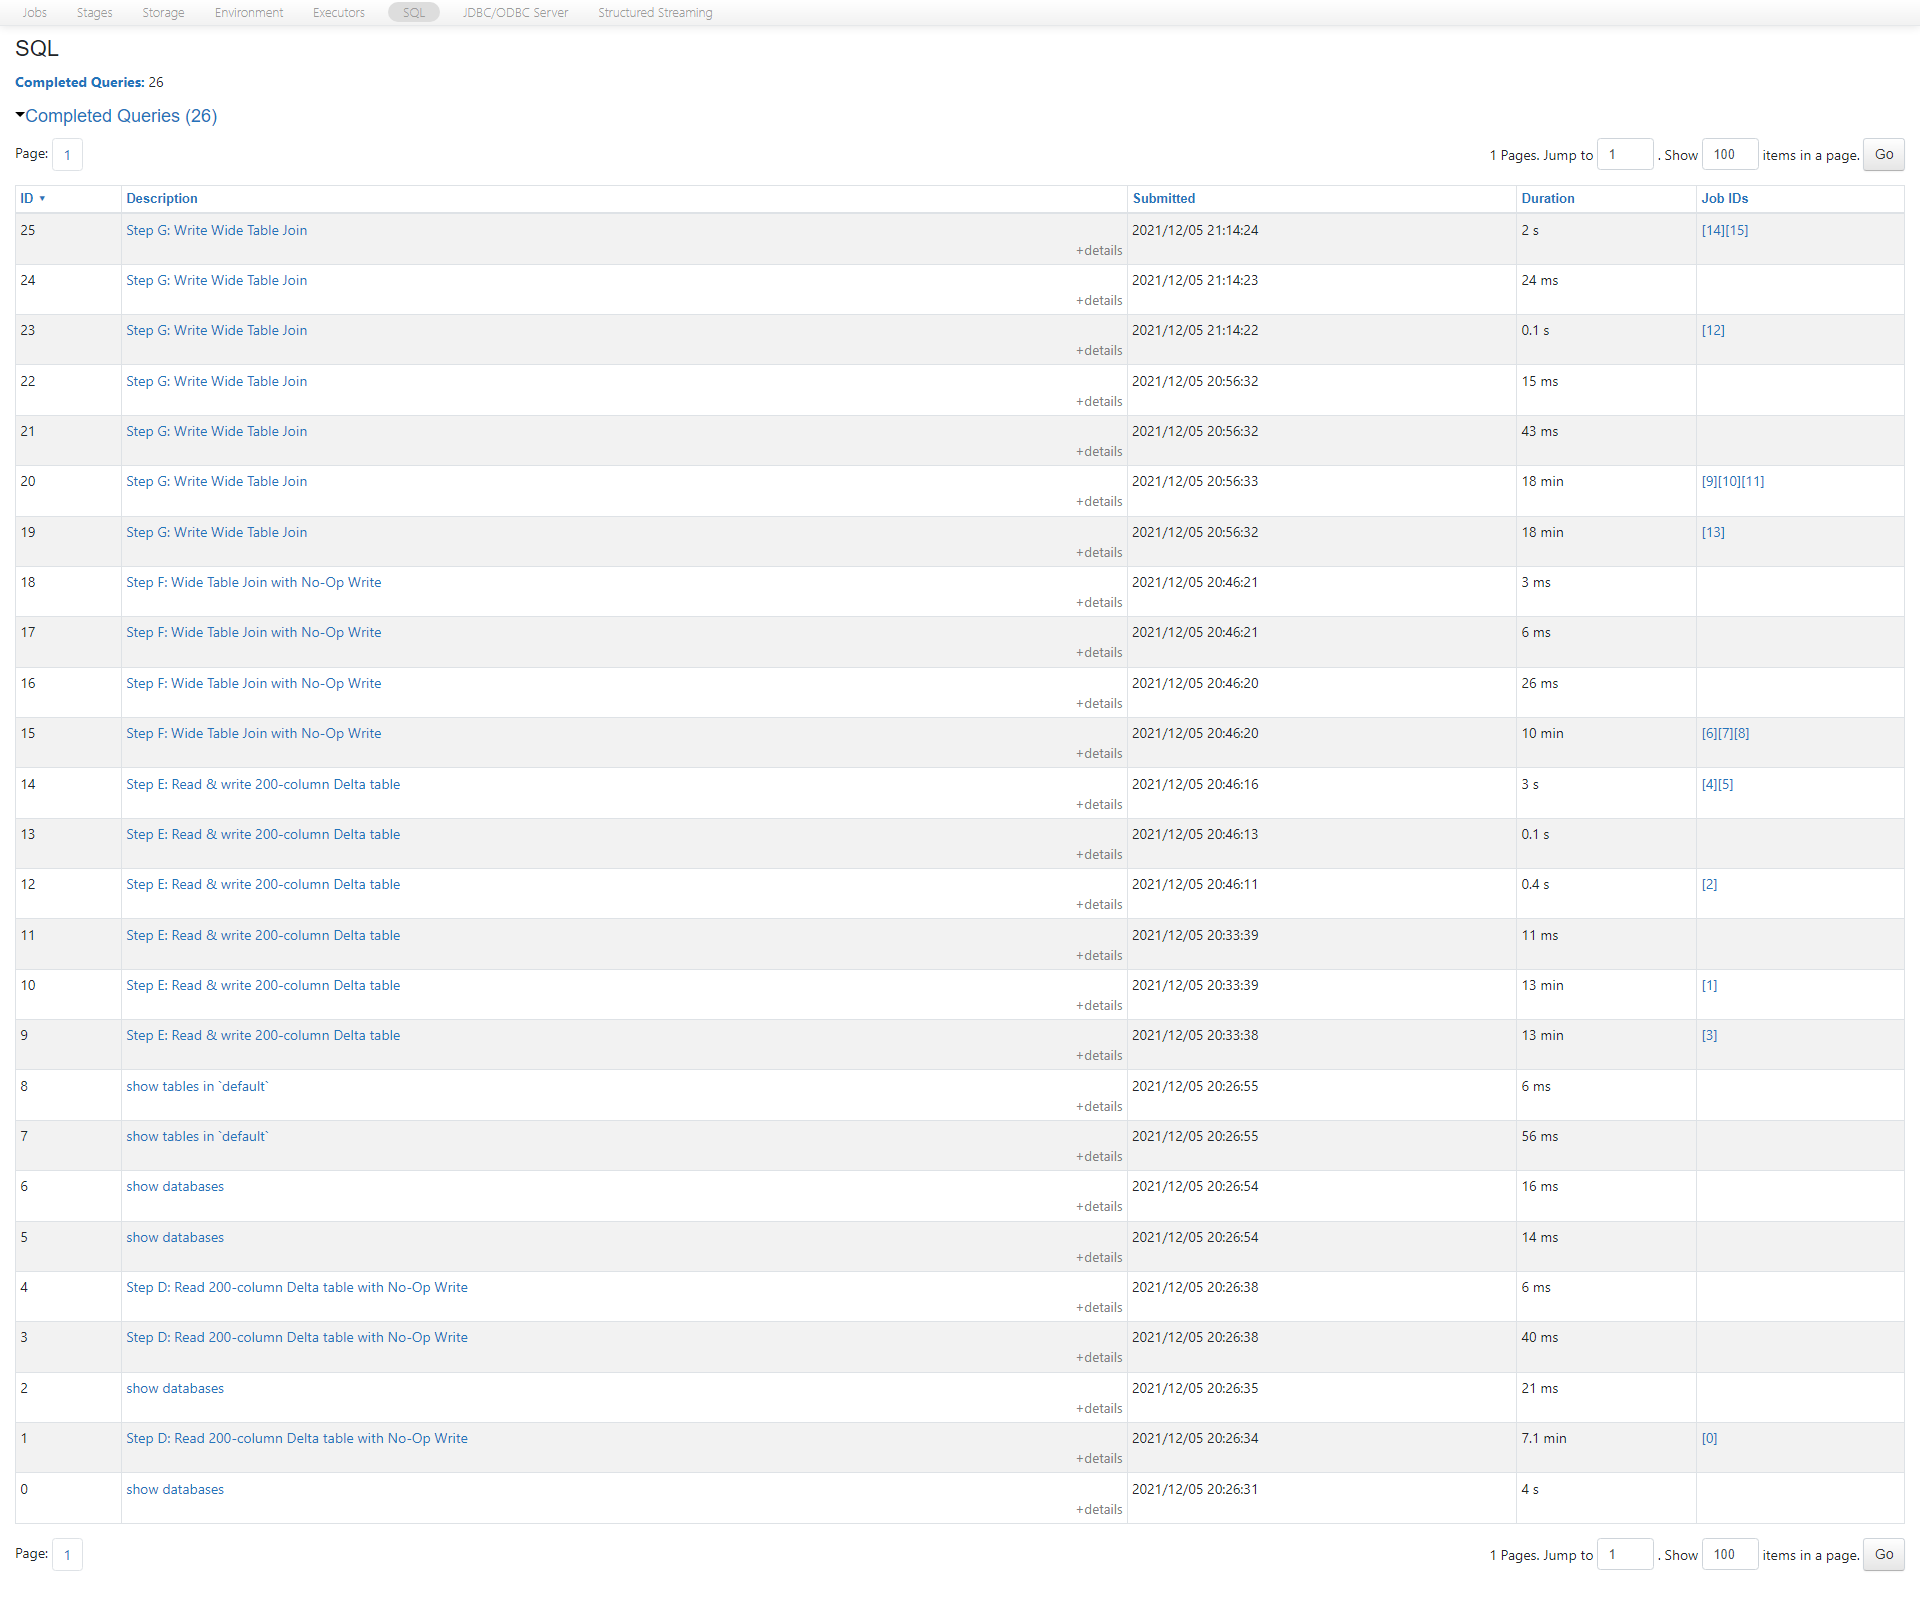 Jobs Stages Storage Environment Executors SQL JDBC/ODBC Server Structured Streaming
SQL
Completed Queries: 26
Completed Queries (26)
Page: 1 1 Pages. Jump to 1 . Show 100 items in a page. Go
ID ▾ Description Submitted Duration Job IDs
25 Step G: Write Wide Table Join 2021/12/05 21:14:24 2 s [14][15]
+details
24 Step G: Write Wide Table Join 2021/12/05 21:14:23 24 ms
+details
23 Step G: Write Wide Table Join 2021/12/05 21:14:22 0.1 s [12]
+details
22 Step G: Write Wide Table Join 2021/12/05 20:56:32 15 ms
+details
21 Step G: Write Wide Table Join 2021/12/05 20:56:32 43 ms
+details
20 Step G: Write Wide Table Join 2021/12/05 20:56:33 18 min [9][10][11]
+details
19 Step G: Write Wide Table Join 2021/12/05 20:56:32 18 min [13]
+details
18 Step F: Wide Table Join with No-Op Write 2021/12/05 20:46:21 3 ms
+details
17 Step F: Wide Table Join with No-Op Write 2021/12/05 20:46:21 6 ms
+details
16 Step F: Wide Table Join with No-Op Write 2021/12/05 20:46:20 26 ms
+details
15 Step F: Wide Table Join with No-Op Write 2021/12/05 20:46:20 10 min [6][7][8]
+details
14 Step E: Read & write 200-column Delta table 2021/12/05 20:46:16 3 s [4][5]
+details
13 Step E: Read & write 200-column Delta table 2021/12/05 20:46:13 0.1 s
+details
12 Step E: Read & write 200-column Delta table 2021/12/05 20:46:11 0.4 s [2]
+details
11 Step E: Read & write 200-column Delta table 2021/12/05 20:33:39 11 ms
+details
10 Step E: Read & write 200-column Delta table 2021/12/05 20:33:39 13 min [1]
+details
9 Step E: Read & write 200-column Delta table 2021/12/05 20:33:38 13 min [3]
+details
8 show tables in `default` 2021/12/05 20:26:55 6 ms
+details
7 show tables in `default` 2021/12/05 20:26:55 56 ms
+details
6 show databases 2021/12/05 20:26:54 16 ms
+details
5 show databases 2021/12/05 20:26:54 14 ms
+details
4 Step D: Read 200-column Delta table with No-Op Write 2021/12/05 20:26:38 6 ms
+details
3 Step D: Read 200-column Delta table with No-Op Write 2021/12/05 20:26:38 40 ms
+details
2 show databases 2021/12/05 20:26:35 21 ms
+details
1 Step D: Read 200-column Delta table with No-Op Write 2021/12/05 20:26:34 7.1 min [0]
+details
0 show databases 2021/12/05 20:26:31 4 s
+details
Page: 1 1 Pages. Jump to 1 . Show 100 items in a page. Go